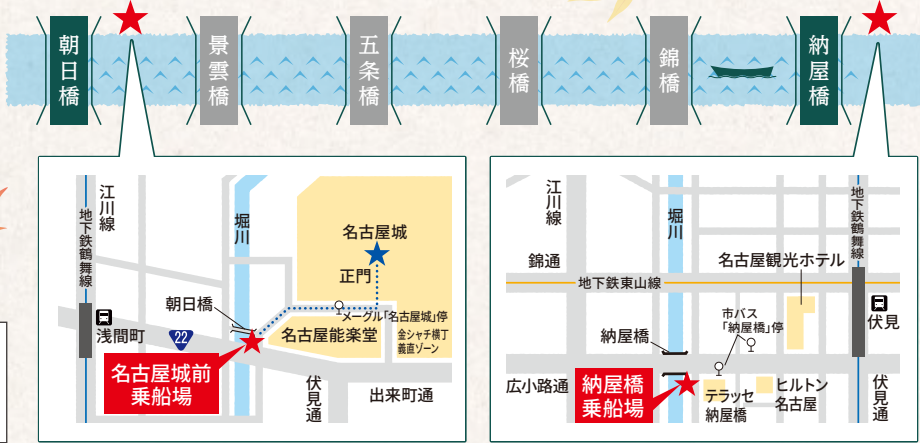 朝日橋
景雲橋
五条橋
桜橋
錦橋
納屋橋
地下鉄鶴舞線
江川線
堀川
名古屋城
正門
朝日橋
メーグル「名古屋城」停
浅間町
22
名古屋能楽堂
金シャチ横丁
義直ゾーン
名古屋城前
乗船場
伏見通
出来町通
江川線
堀川
地下鉄鶴舞線
錦通
名古屋観光ホテル
地下鉄東山線
市バス
「納屋橋」停
伏見
納屋橋
広小路通
納屋橋
乗船場
テラッセ
納屋橋
ヒルトン
名古屋
伏見通